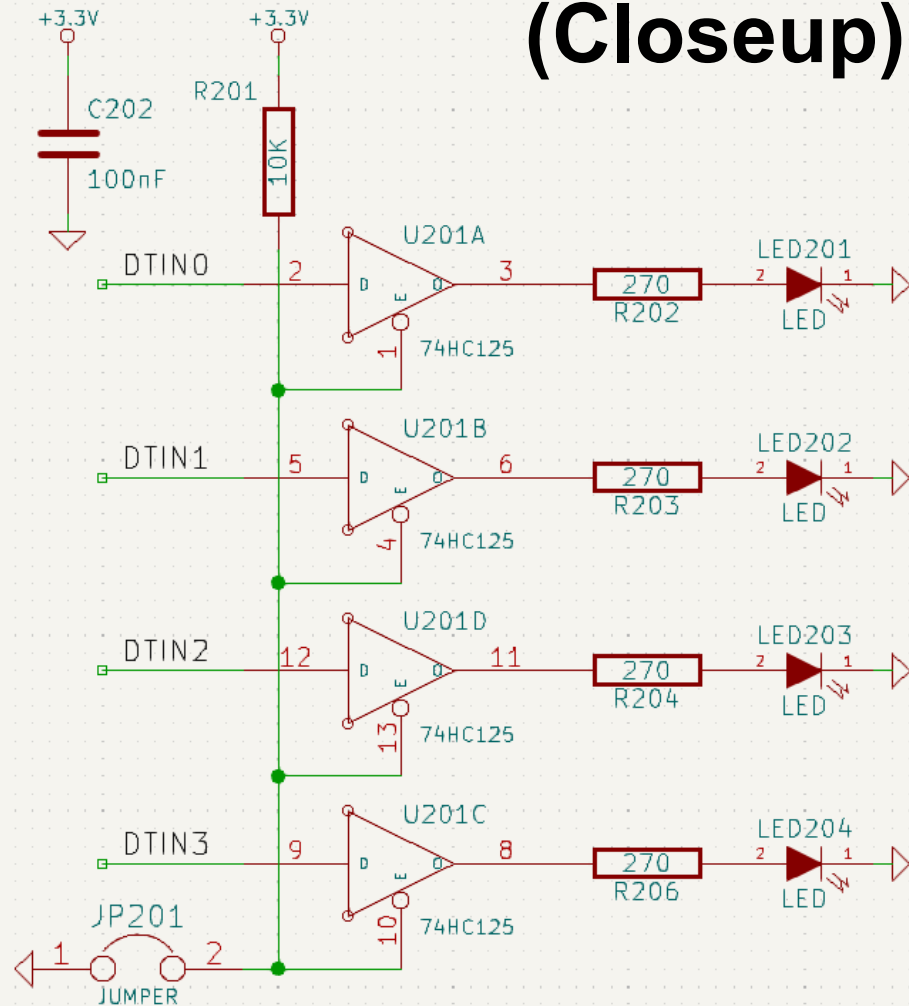 (Closeup)
+3.3V
+3.3V
C202
100nF
R201
10K
DTIN0
2
U201A
D
E
O
1
74HC125
3
270
R202
LED201
2
1
LED
DTIN1
5
U201B
D
E
O
4
74HC125
6
270
R203
LED202
2
1
LED
DTIN2
12
U201D
D
E
O
13
74HC125
11
270
R204
LED203
2
1
LED
DTIN3
9
U201C
D
E
O
10
74HC125
8
270
R206
LED204
2
1
LED
JP201
1
2
JUMPER